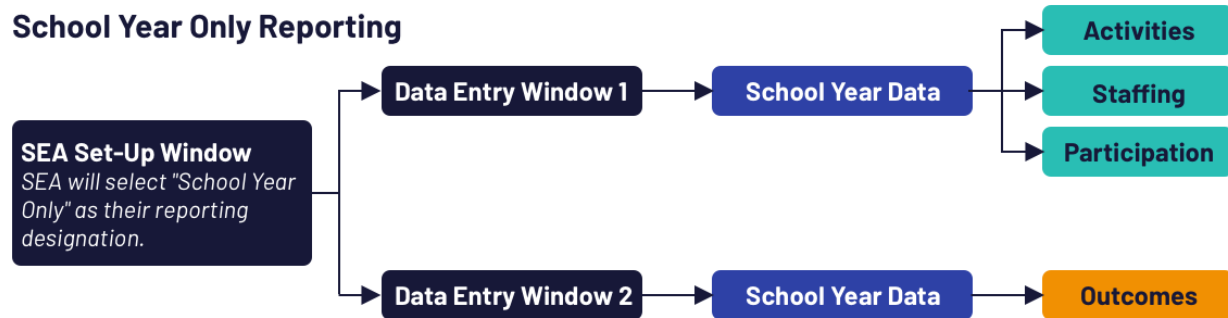 School Year Only Reporting
SEA Set-Up Window
SEA will select "School Year
Only" as their reporting
designation.
Data Entry Window 1
School Year Data
Activities
Staffing
Participation
Data Entry Window 2
School Year Data
Outcomes